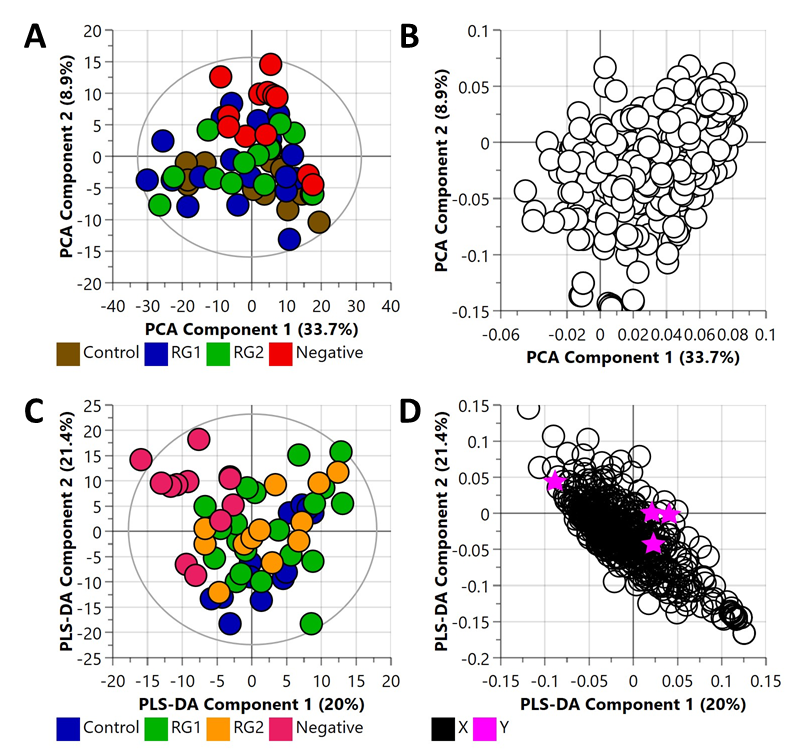 A
20
15
10
5
0
-5
-10
-15
-20
PCA Component 2 (8.9%)
-40 -30 -20 -10 0 10 20 30 40
PCA Component 1 (33.7%)
Control RG1 RG2 Negative
B
0.1
0.05
0
-0.05
-0.1
-0.15
PCA Component 2 (8.9%)
-0.06 -0.02 0 0.02 0.04 0.06 0.08 0.1
PCA Component 1 (33.7%)
C
25
20
15
10
5
0
-5
-10
-15
-20
-25
PLS-DA Component 2 (21.4%)
-20 -15 -10 -5 0 5 10 15 20
PLS-DA Component 1 (20%)
Control RG1 RG2 Negative
D
0.15
0.1
0.05
0
-0.05
-0.1
-0.15
-0.2
PLS-DA Component 2 (21.4%)
-0.15 -0.1 -0.05 0 0.05 0.1 0.15
PLS-DA Component 1 (20%)
X Y